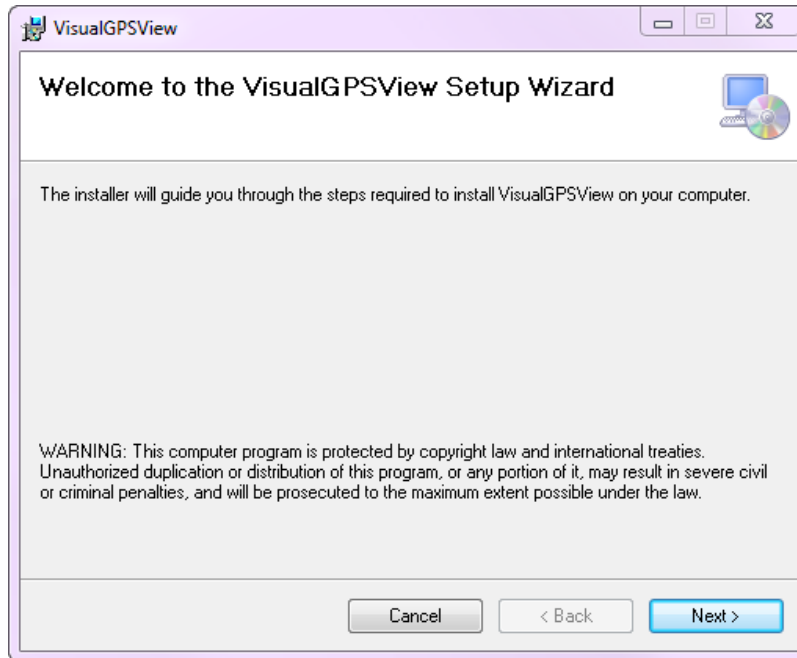 VisualGPSView
Welcome to the VisualGPSView Setup Wizard
The installer will guide you through the steps required to install VisualGPSView on your computer.
WARNING: This computer program is protected by copyright law and international treaties.
Unauthorized duplication or distribution of this program, or any portion of it, may result in severe civil
or criminal penalties, and will be prosecuted to the maximum extent possible under the law.
Cancel
< Back
Next >